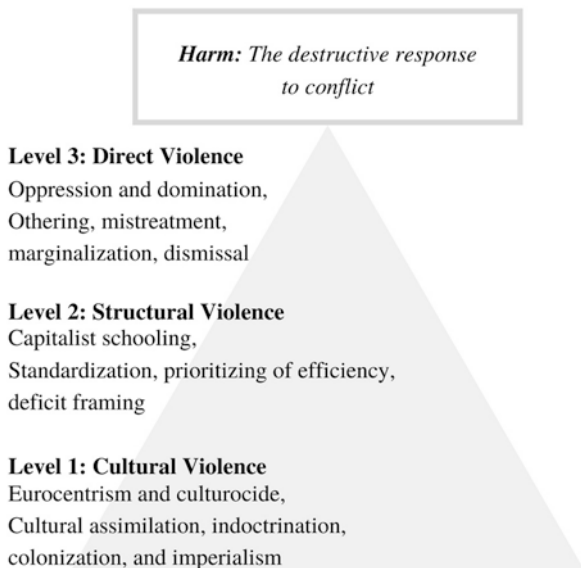 Harm: The destructive response
to conflict
Level 3: Direct Violence
Oppression and domination,
Othering, mistreatment,
marginalization, dismissal
Level 2: Structural Violence
Capitalist schooling,
Standardization, prioritizing of efficiency,
deficit framing
Level 1: Cultural Violence
Eurocentrism and culturocide,
Cultural assimilation, indoctrination,
colonization, and imperialism